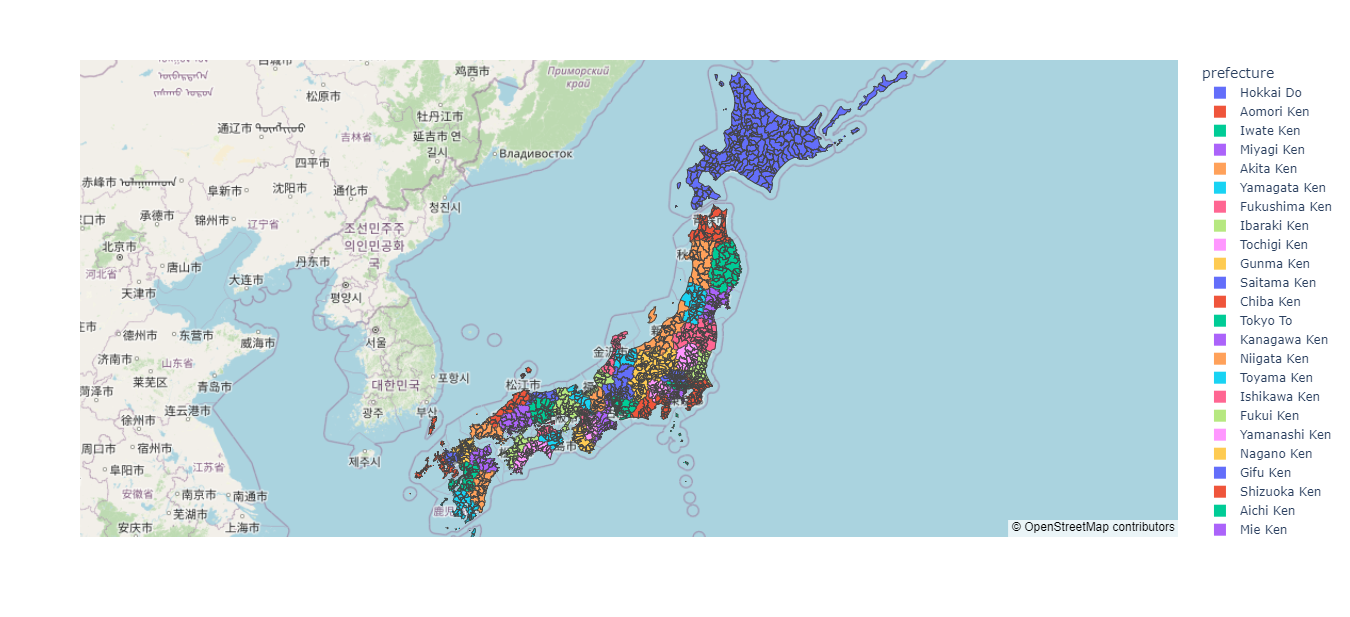 白城市
鸡西市
Приморский
край
松原市
牡丹江市
通辽市
吉林省
延吉市 연
길시
四平市
Владивосток
赤峰市
阜新市
沈阳市
通化市
청진시
承德市
锦州市
辽宁省
조선민주주
의인민공화
국
北京市
丹东市
河北省
唐山市
大连市
天津市
평양시
德州市
东营市
威海市
서울
济南市
山东省
金沢市
莱芜区
青岛市
대한민국
포항시
松江市
菏泽市
连云港市
광주
부산
徐州市
周口市
宿州市
제주시
阜阳市
江苏省
安徽省
南京市
南通市
芜湖市
安庆市
上海市
© OpenStreetMap contributors
prefecture
Hokkai Do
Aomori Ken
Iwate Ken
Miyagi Ken
Akita Ken
Yamagata Ken
Fukushima Ken
Ibaraki Ken
Tochigi Ken
Gunma Ken
Saitama Ken
Chiba Ken
Tokyo To
Kanagawa Ken
Niigata Ken
Toyama Ken
Ishikawa Ken
Fukui Ken
Yamanashi Ken
Nagano Ken
Gifu Ken
Shizuoka Ken
Aichi Ken
Mie Ken